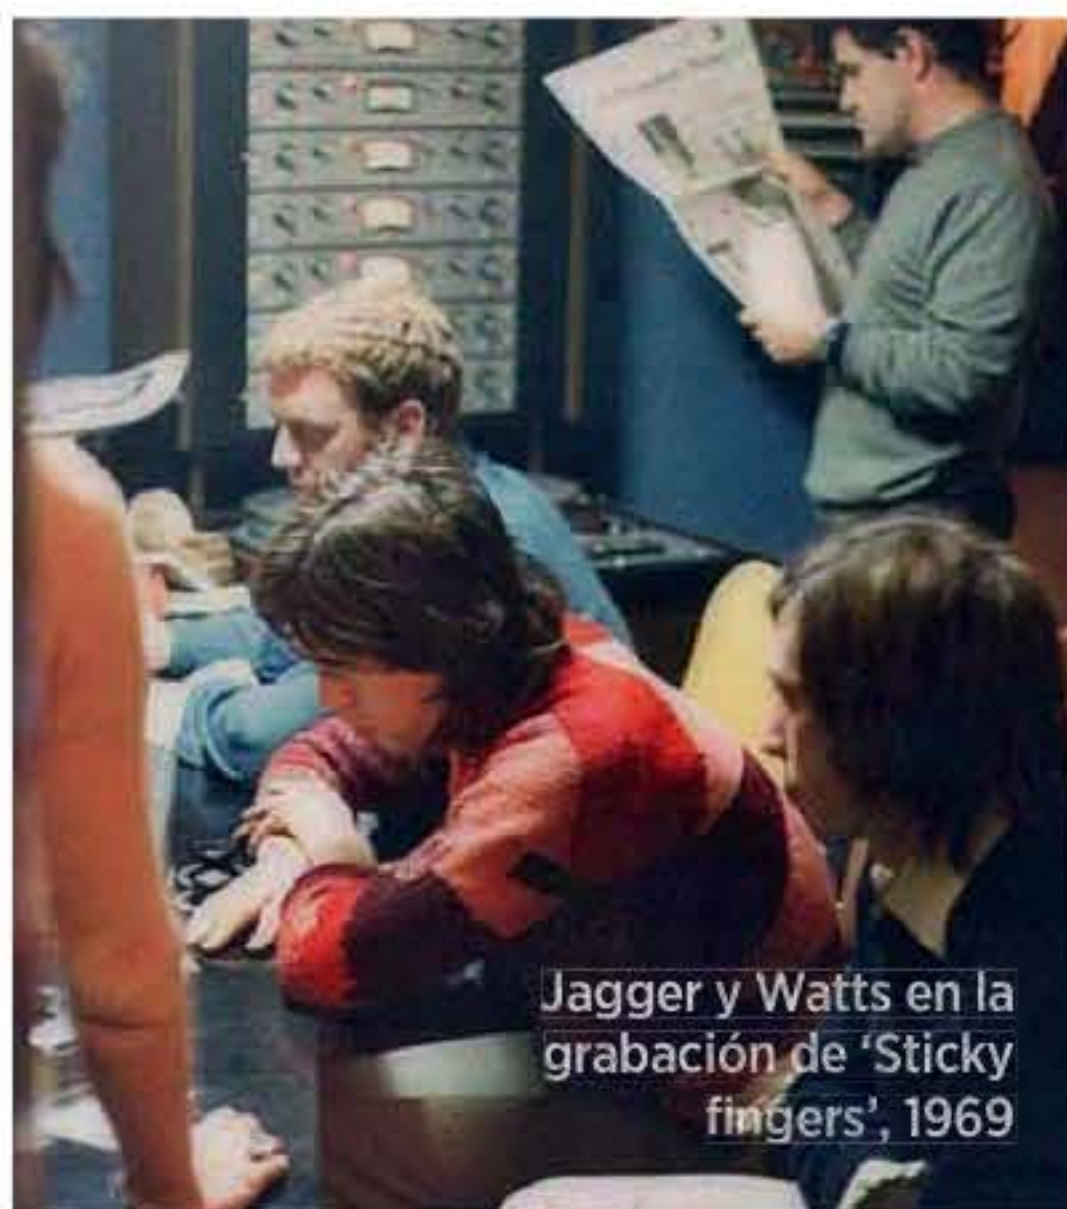 Jagger y Watts en la
grabación de ‘Sticky
fingers’, 1969